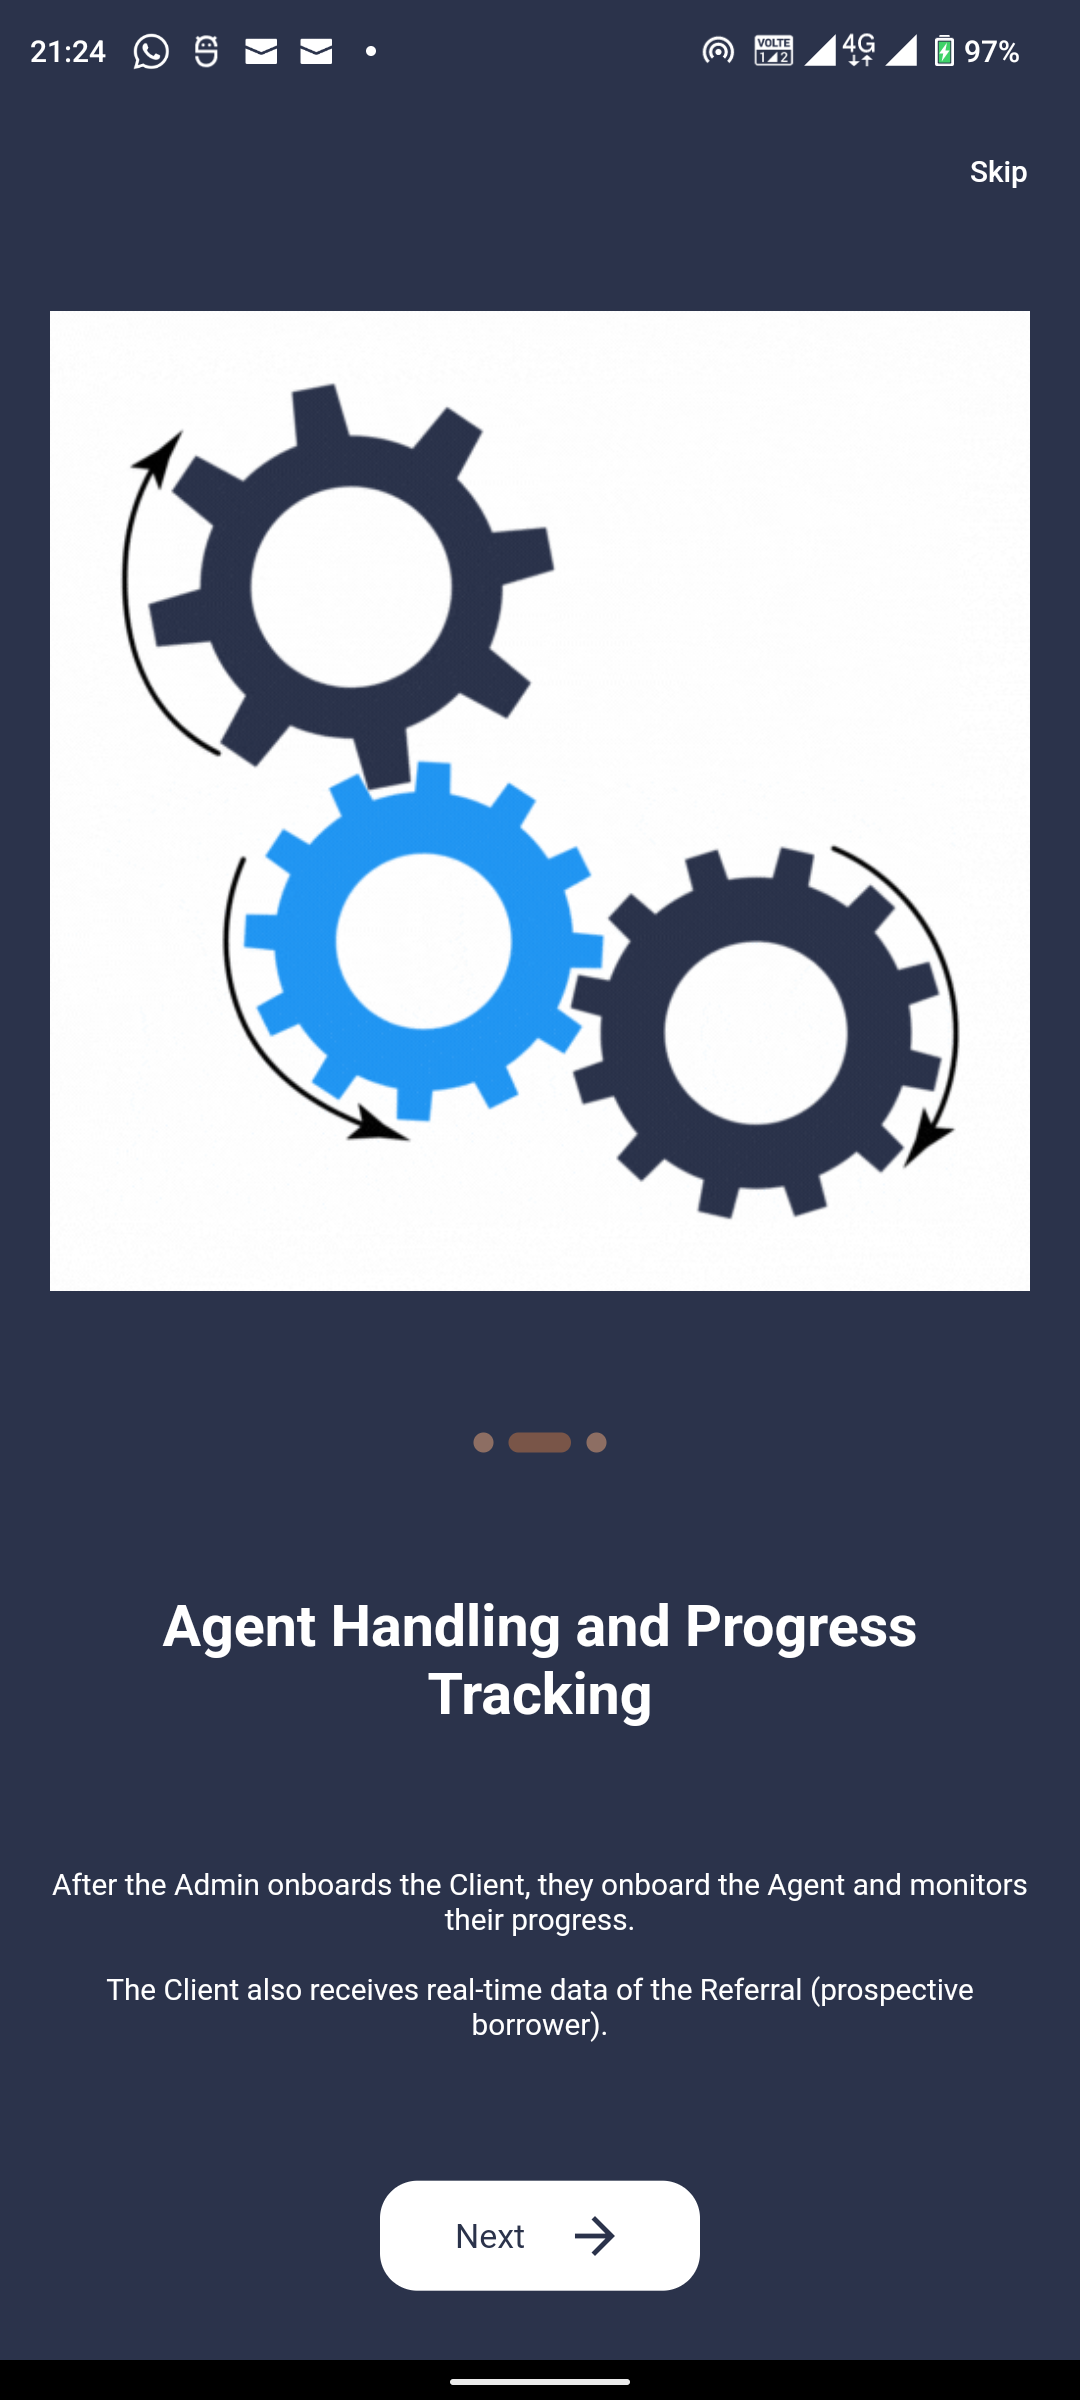 21:24
VOLTE
1 2
4G
97%
Skip
Agent Handling and Progress
Tracking
After the Admin onboards the Client, they onboard the Agent and monitors
their progress.
The Client also receives real-time data of the Referral (prospective
borrower).
Next